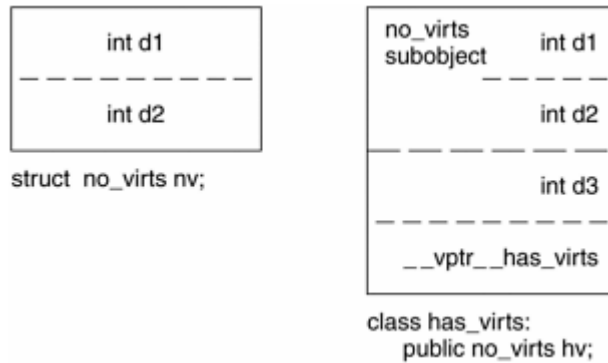 int d1
int d2
struct no_virts nv;
no_virts
subobject
int d1
int d2
int d3
__vptr__has_virts
class has_virts:
public no_virts hv;